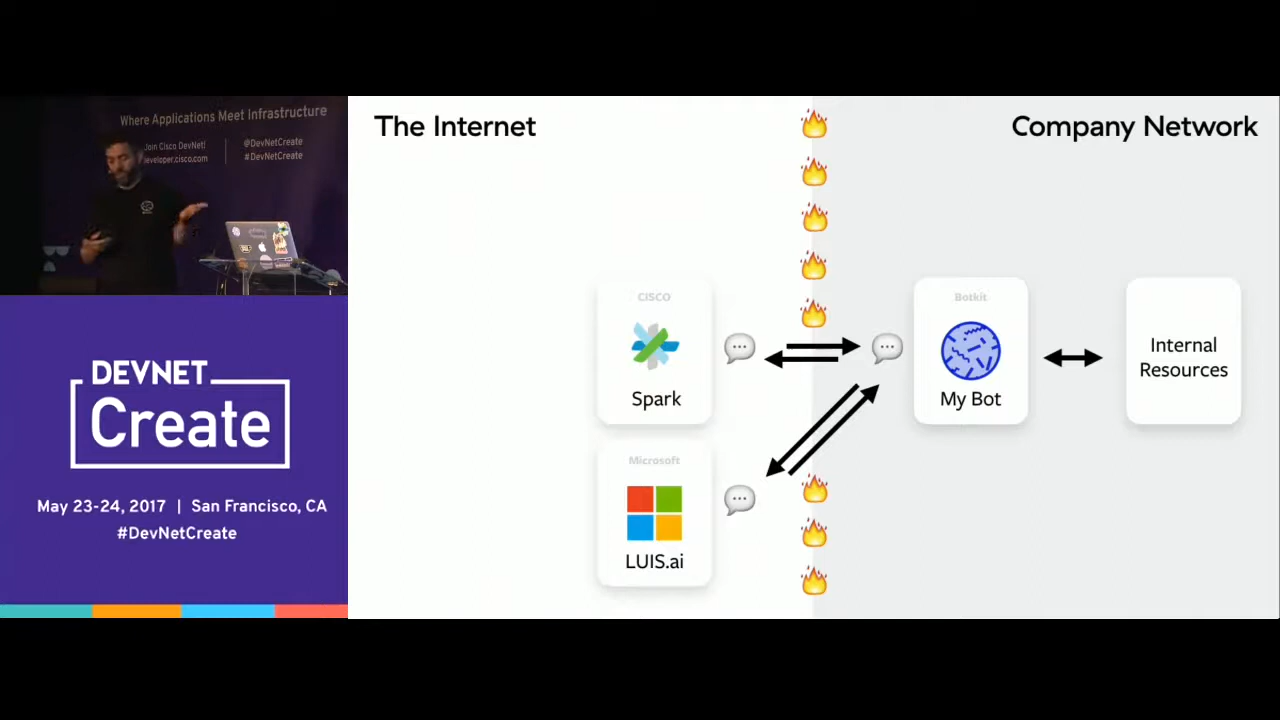 Where Applications Meet Infrastructure
Join Cisco DevNet!
developer.cisco.com
@DevNetCreate
#DevNetCreate
DEVNET
Create
May 23-24, 2017 | San Francisco, CA
#DevNetCreate
The Internet
Company Network
CISCO
Spark
Botkit
My Bot
Internal
Resources
Microsoft
LUIS.ai